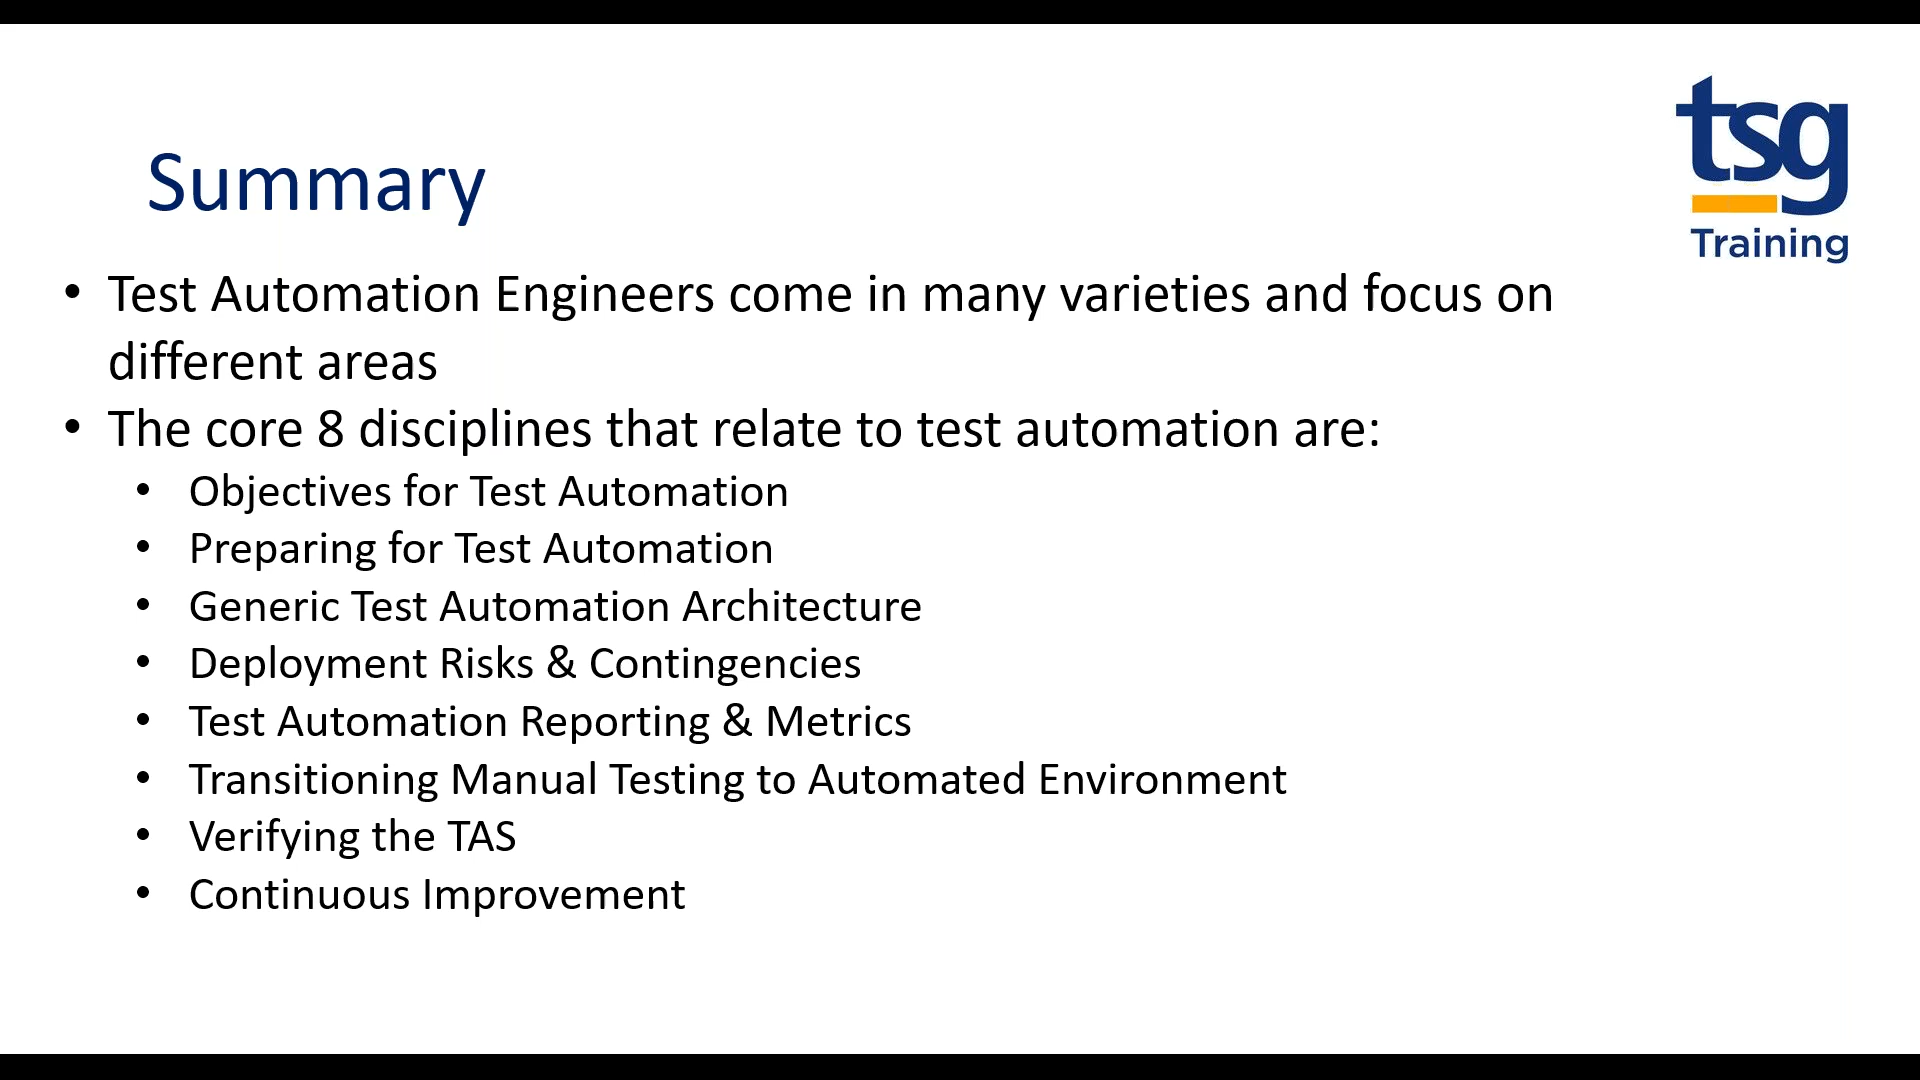 tsg
Training
Summary
• Test Automation Engineers come in many varieties and focus on
different areas
• The core 8 disciplines that relate to test automation are:
• Objectives for Test Automation
• Preparing for Test Automation
• Generic Test Automation Architecture
• Deployment Risks & Contingencies
• Test Automation Reporting & Metrics
• Transitioning Manual Testing to Automated Environment
• Verifying the TAS
• Continuous Improvement